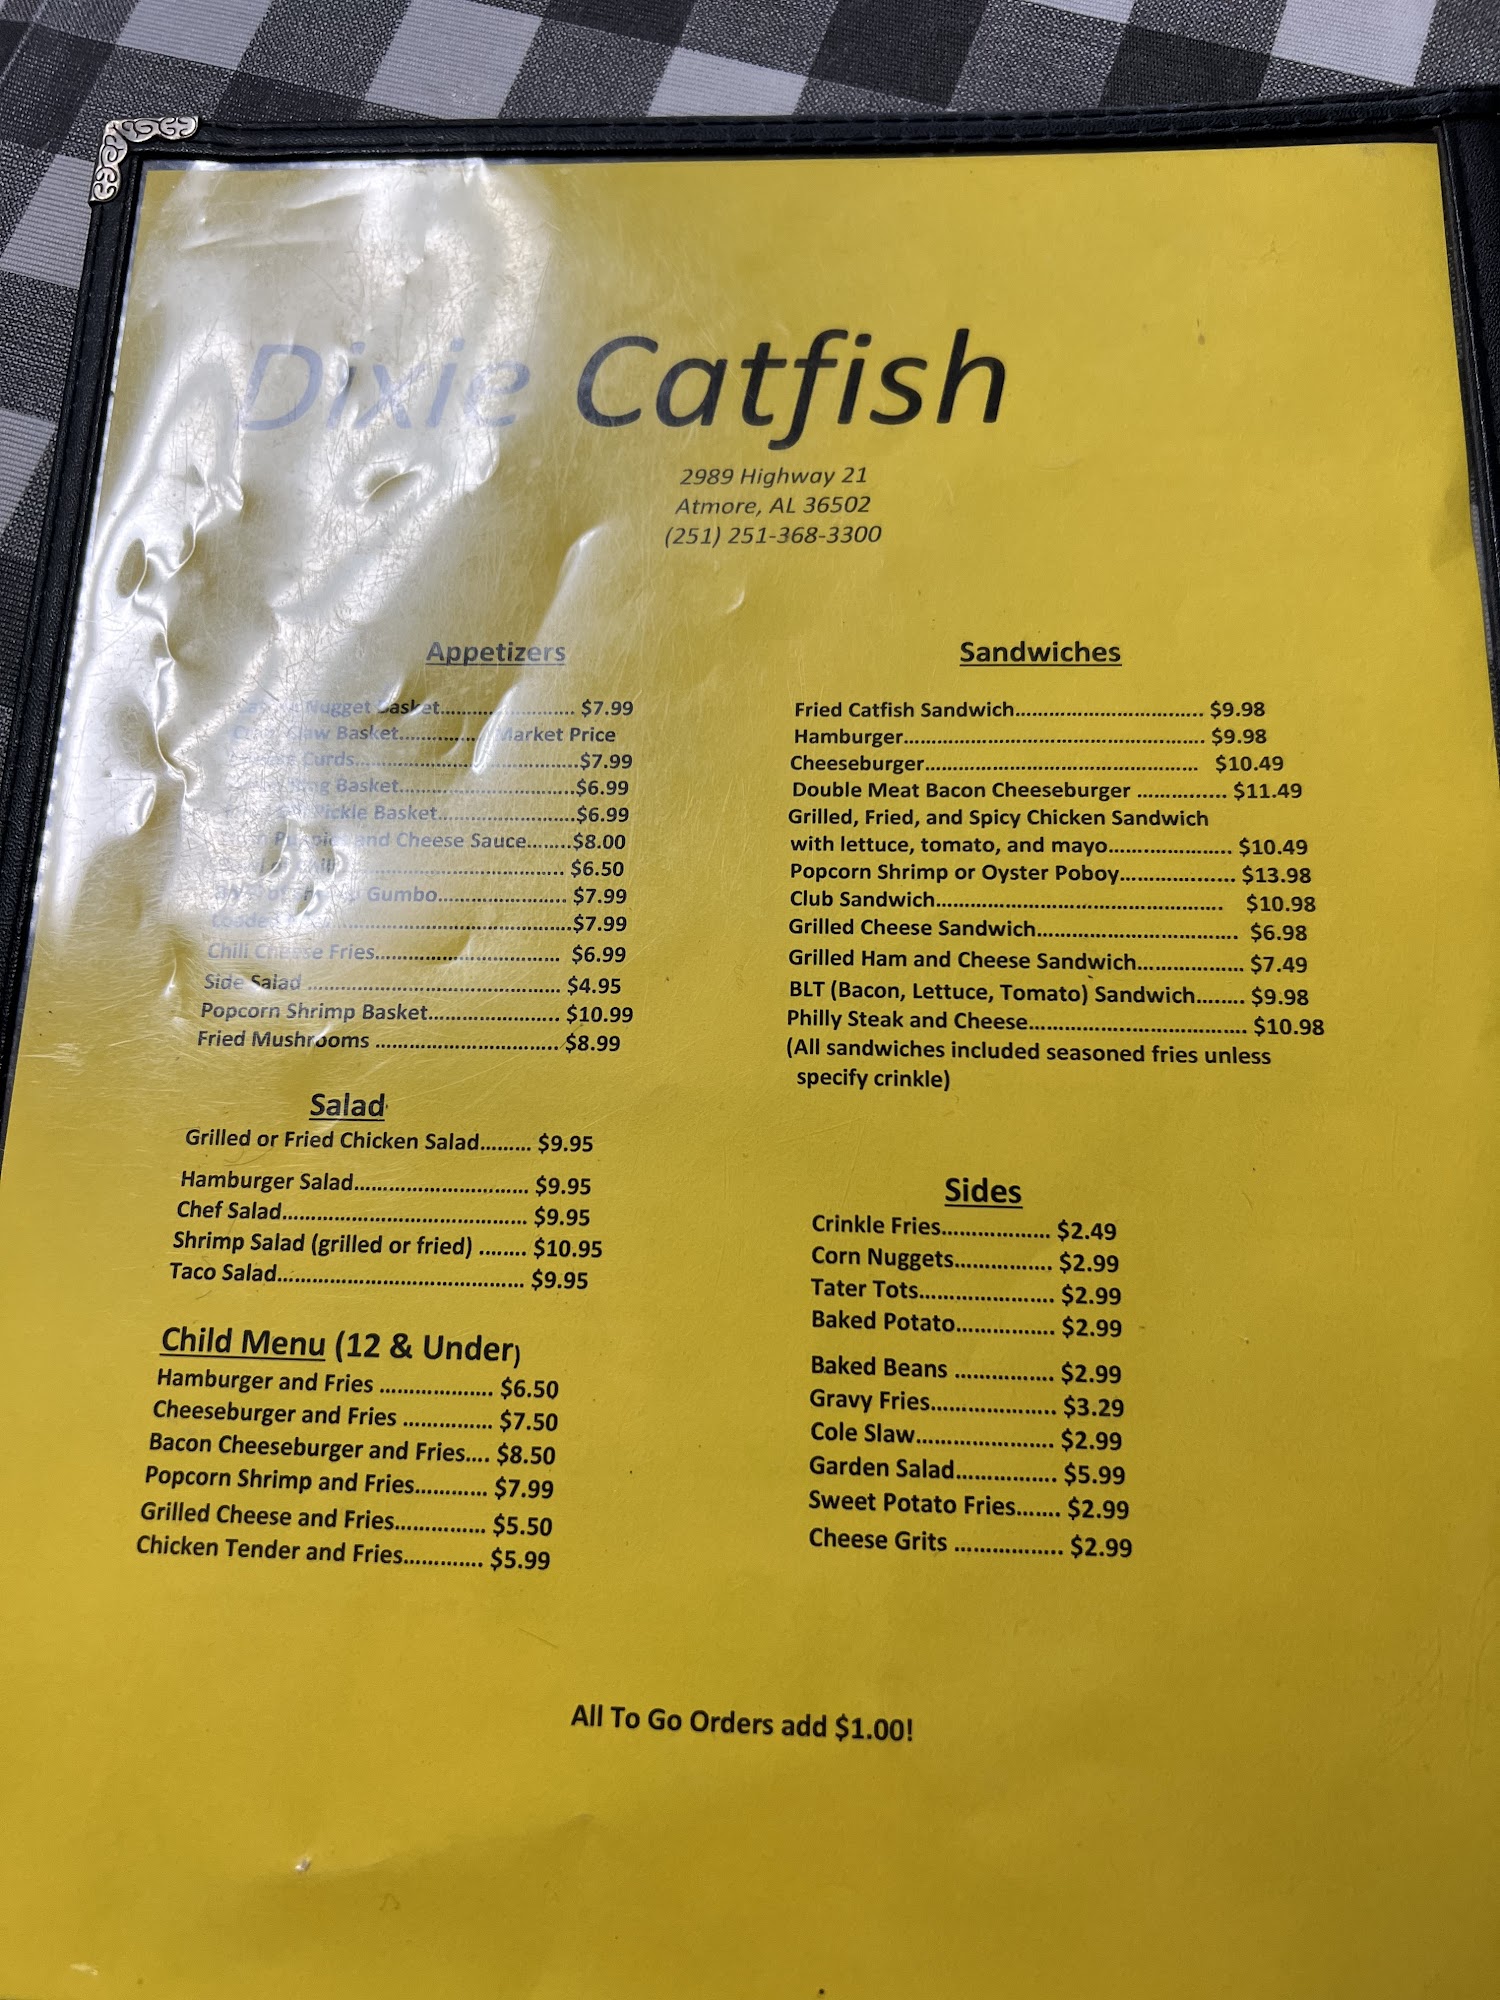 Dixie Catfish
2989 Highway 21
Atmore, AL 36502
(251) 251-368-3300
Appetizers
Nugget Basket........................ $7.99
Claw Basket.............. Market Price
Curds.......................................$7.99
Ring Basket...............................$6.99
Pickle Basket........................$6.99
and Cheese Sauce.......$8.00
$6.50
Gumbo....................... $7.99
$7.99
Chili Cheese Fries................................ $6.99
Side Salad ............................................ $4.95
Popcorn Shrimp Basket....................... $10.99
Fried Mushrooms ................................$8.99
Salad
Grilled or Fried Chicken Salad......... $9.95
Hamburger Salad.............................. $9.95
Chef Salad.......................................... $9.95
Shrimp Salad (grilled or fried) ........ $10.95
Taco Salad........................................... $9.95
Child Menu (12 & Under)
Hamburger and Fries .................... $6.50
Cheeseburger and Fries ................ $7.50
Bacon Cheeseburger and Fries.... $8.50
Popcorn Shrimp and Fries............ $7.99
Grilled Cheese and Fries............... $5.50
Chicken Tender and Fries............. $5.99
Sandwiches
Fried Catfish Sandwich................................ $9.98
Hamburger................................................... $9.98
Cheeseburger.............................................. $10.49
Double Meat Bacon Cheeseburger ............... $11.49
Grilled, Fried, and Spicy Chicken Sandwich
with lettuce, tomato, and mayo..................... $10.49
Popcorn Shrimp or Oyster Poboy.................... $13.98
Club Sandwich................................................ $10.98
Grilled Cheese Sandwich.................................. $6.98
Grilled Ham and Cheese Sandwich.................. $7.49
BLT (Bacon, Lettuce, Tomato) Sandwich........ $9.98
Philly Steak and Cheese..................................... $10.98
(All sandwiches included seasoned fries unless
specify crinkle)
Sides
Crinkle Fries.................. $2.49
Corn Nuggets................ $2.99
Tater Tots...................... $2.99
Baked Potato................ $2.99
Baked Beans ................ $2.99
Gravy Fries.................... $3.29
Cole Slaw...................... $2.99
Garden Salad................ $5.99
Sweet Potato Fries....... $2.99
Cheese Grits ................. $2.99
All To Go Orders add $1.00!